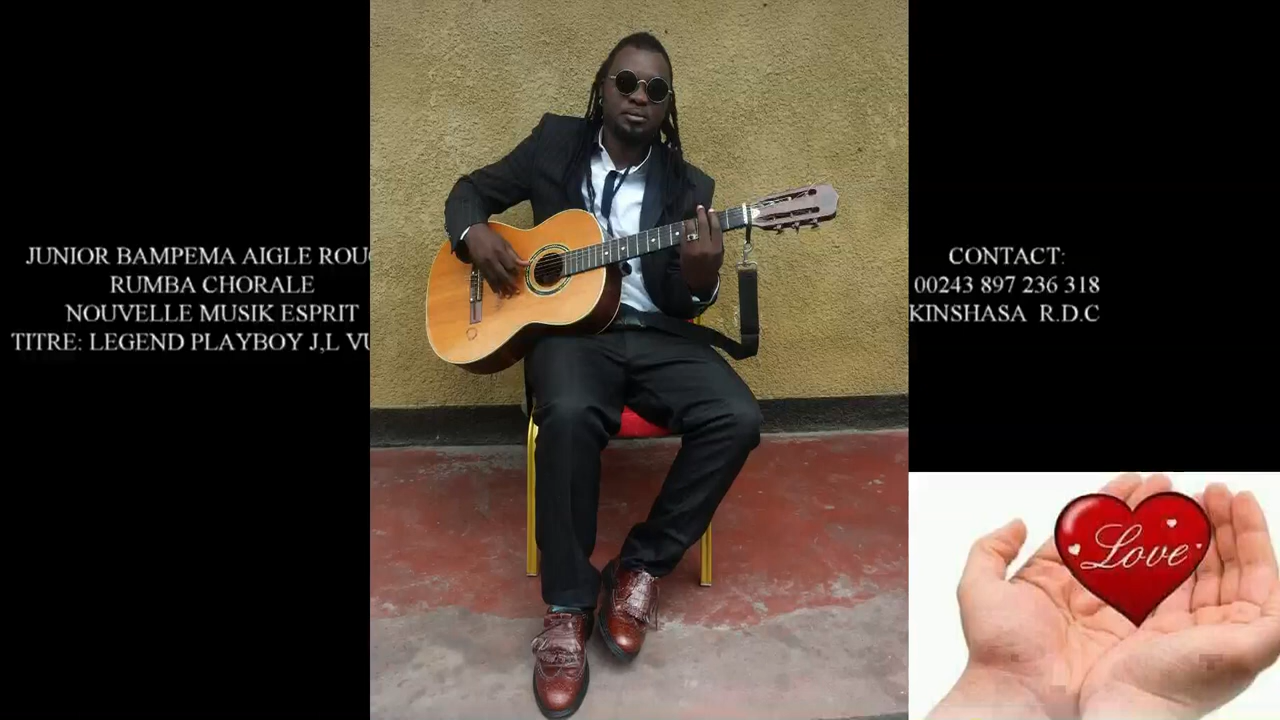 JUNIOR BAMPEMA AIGLE
RUMBA CHORALE
NOUVELLE MUSIK ESPRIT
TITRE: LEGEND PLAYBOY J,L
CONTACT:
00243 897 236 318
KINSHASA R.D.C
Love